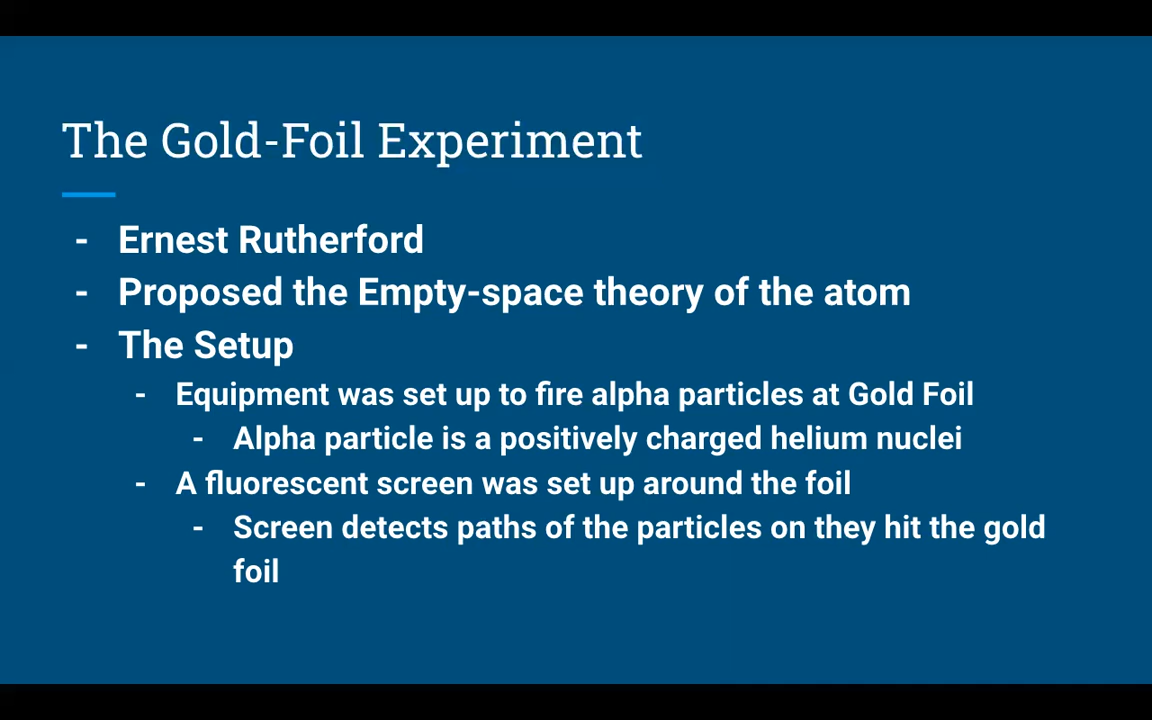 The Gold-Foil Experiment
- Ernest Rutherford
- Proposed the Empty-space theory of the atom
- The Setup
- Equipment was set up to fire alpha particles at Gold Foil
- Alpha particle is a positively charged helium nuclei
- A fluorescent screen was set up around the foil
- Screen detects paths of the particles on they hit the gold
foil